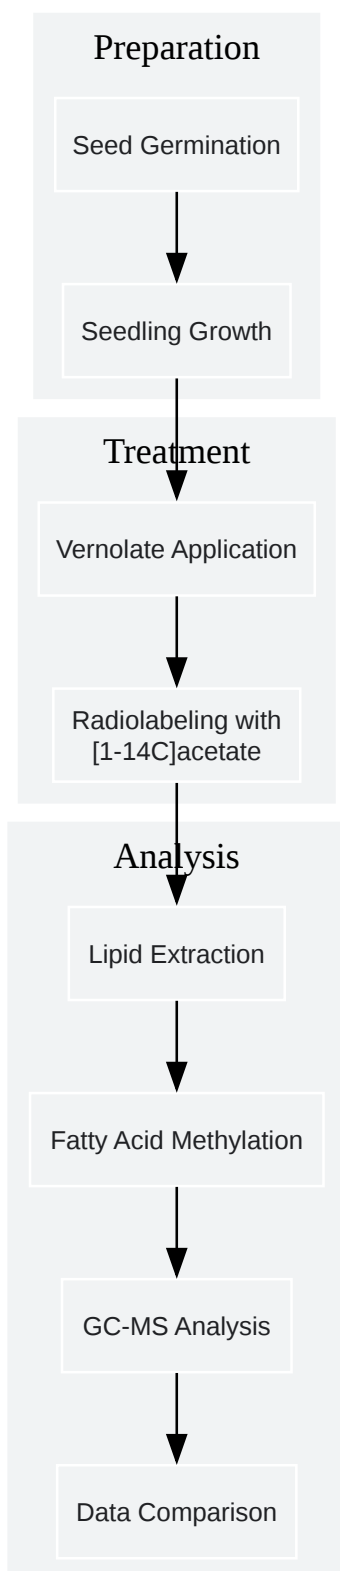 Preparation
Seed Germination
Seedling Growth
Treatment
Vernolate Application
Radiolabeling with
[1-14C]acetate
Analysis
Lipid Extraction
Fatty Acid Methylation
GC-MS Analysis
Data Comparison